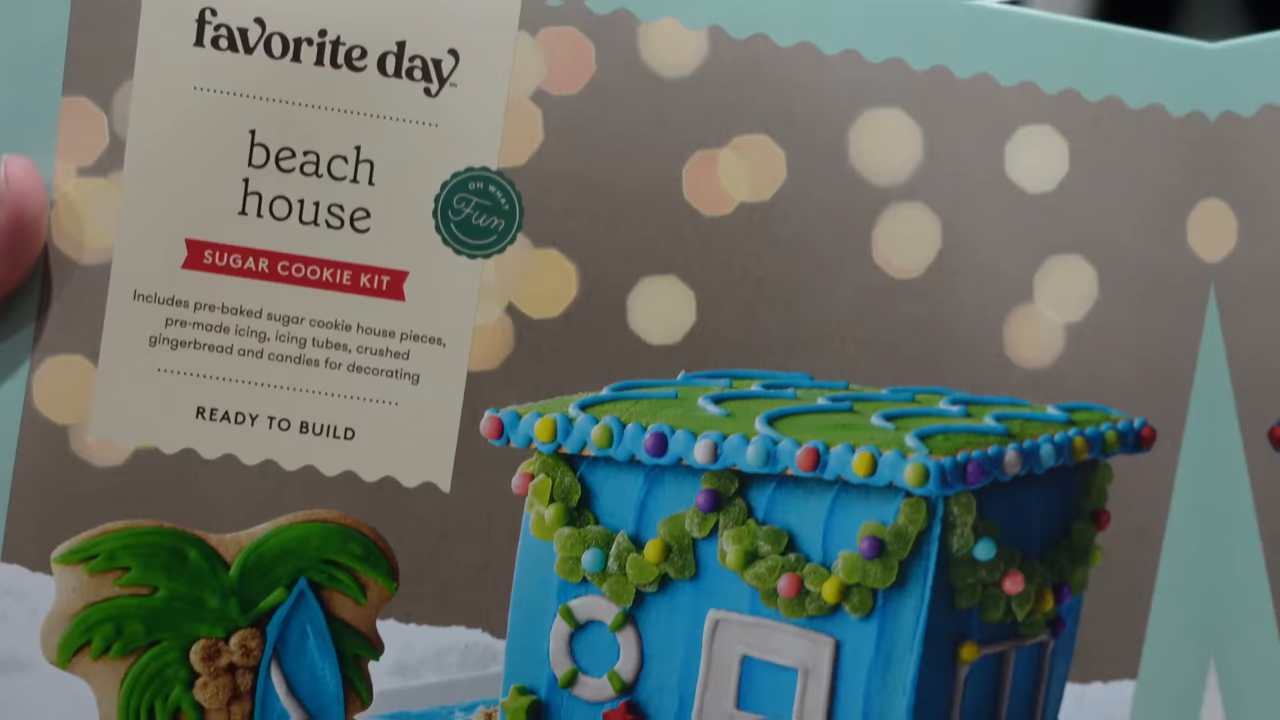 favorite day™
beach
house
OH WHAT
Fun
SUGAR COOKIE KIT
Includes pre-baked sugar cookie house pieces,
pre-made icing, icing tubes, crushed
gingerbread and candies for decorating
READY TO BUILD